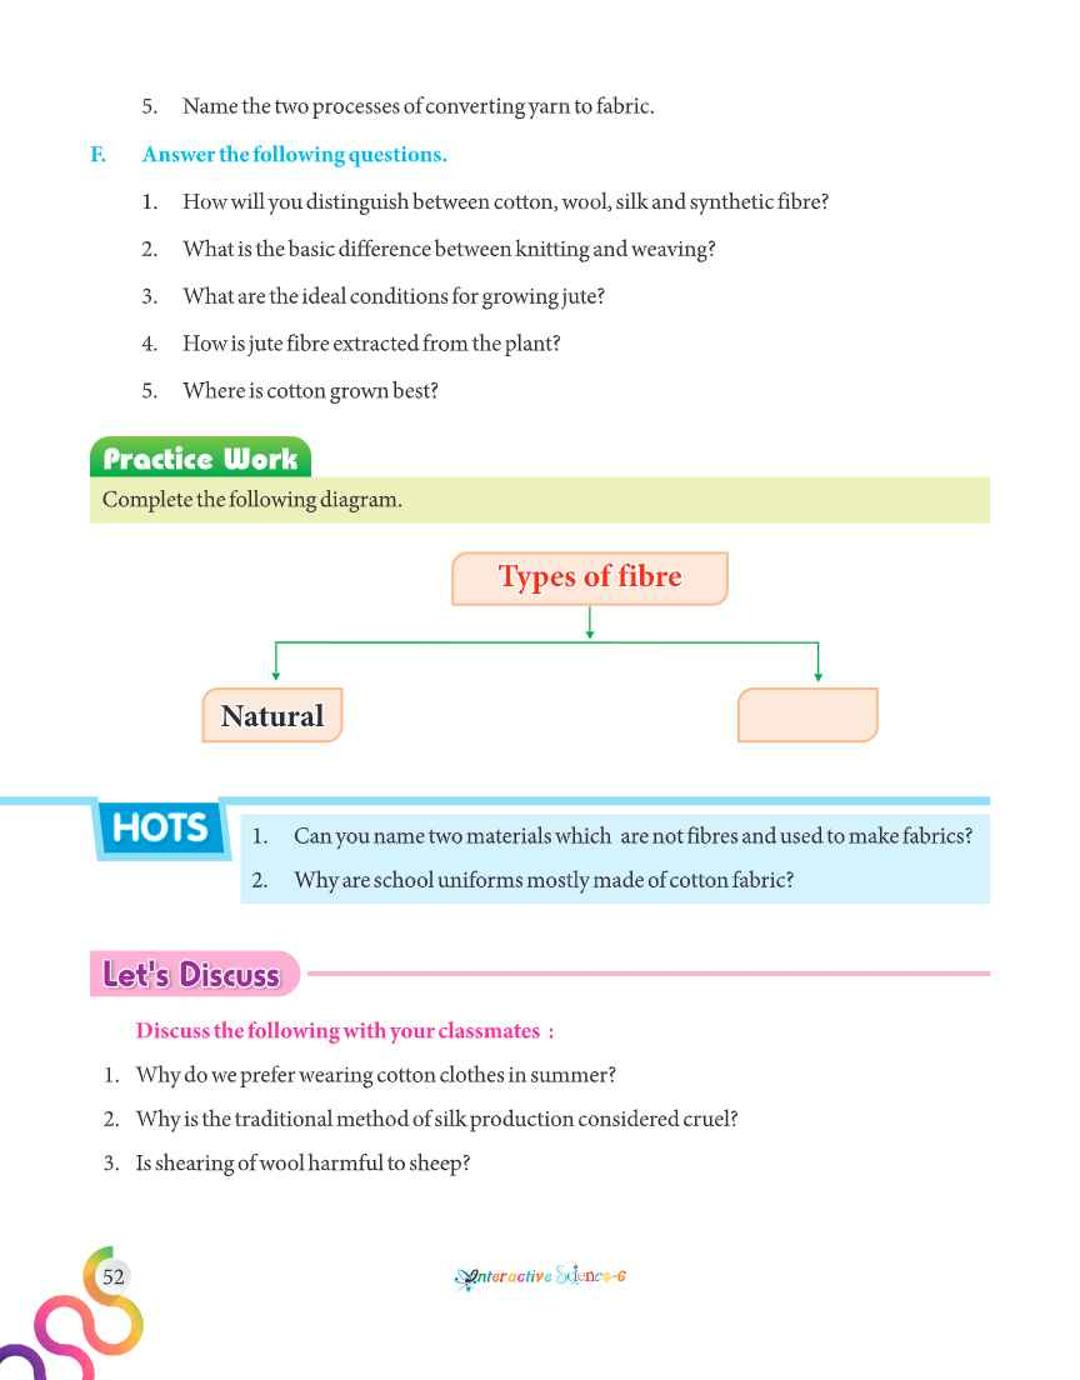 5. Name the two processes of converting yarn to fabric.
F. Answer the following questions.
1. How will you distinguish between cotton, wool, silk and synthetic fibre?
2. What is the basic difference between knitting and weaving?
3. What are the ideal conditions for growing jute?
4. How is jute fibre extracted from the plant?
5. Where is cotton grown best?
Practice Work
Complete the following diagram.
Types of fibre
Natural
HOTS
1. Can you name two materials which are not fibres and used to make fabrics?
2. Why are school uniforms mostly made of cotton fabric?
Let's Discuss
Discuss the following with your classmates :
1. Why do we prefer wearing cotton clothes in summer?
2. Why is the traditional method of silk production considered cruel?
3. Is shearing of wool harmful to sheep?
52
Interactive Science-6